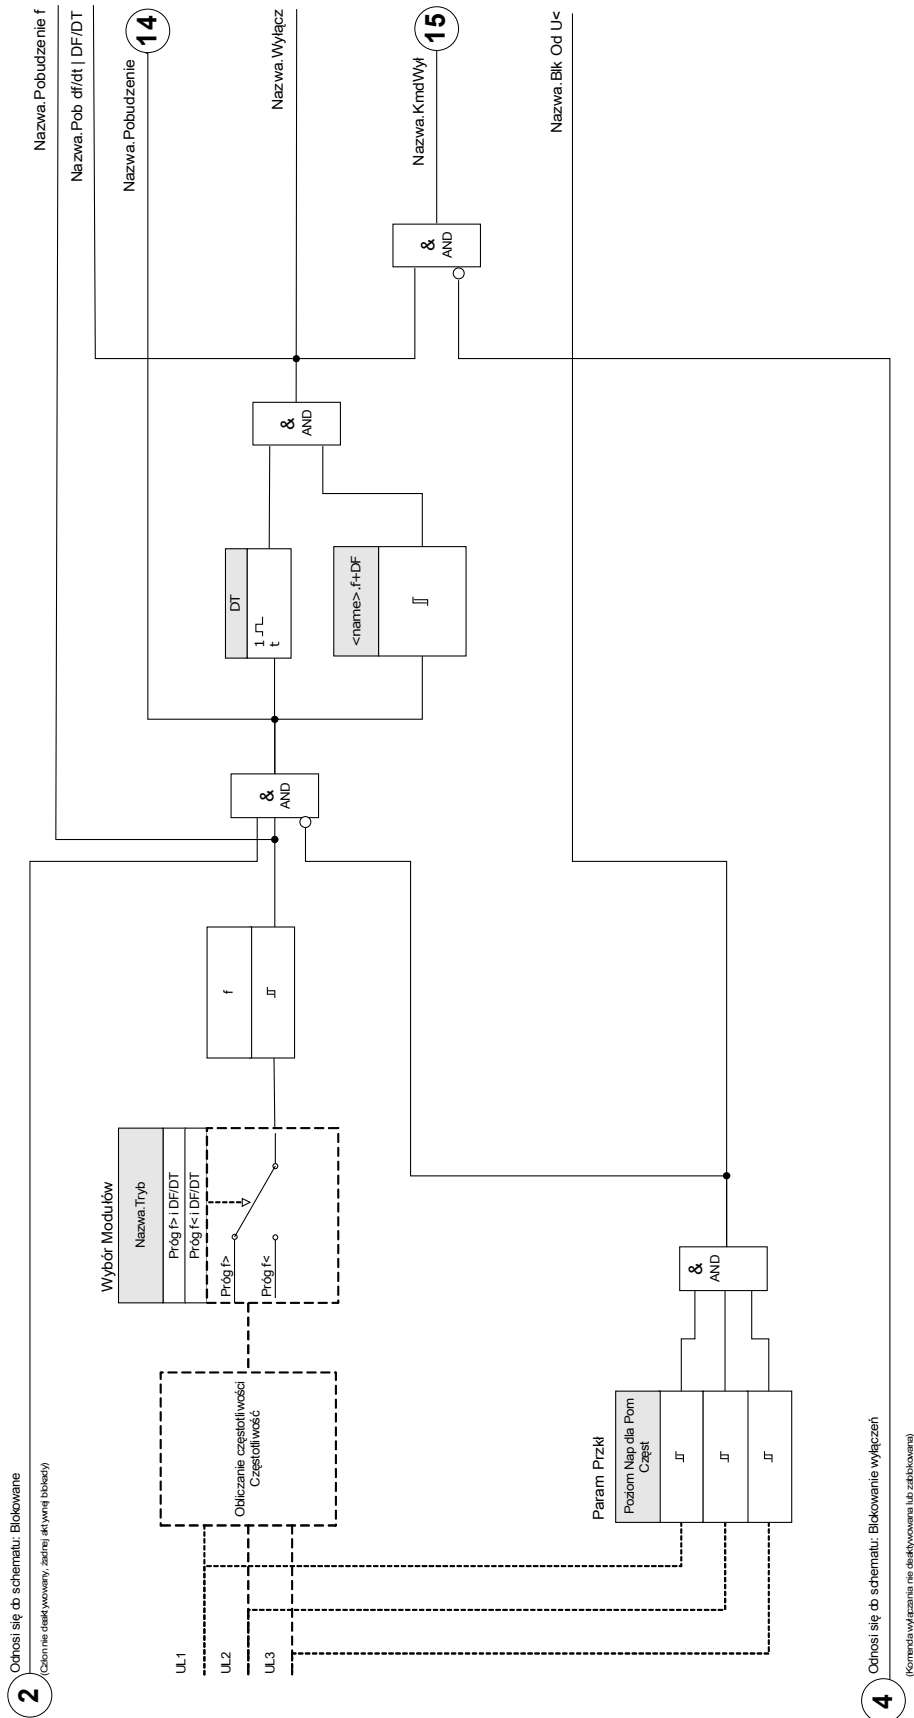 2
Odnosi się do schematu: Blokowane
(Człon nie deaktywowany, żadnej aktywnej blokady)
UL1
UL2
UL3
Obliczanie częstotliwości
Częstotliwość
Wybór Modułów
Nazwa.Tryb
Próg f> i DF/DT
Próg f< i DF/DT
Próg f>
Próg f<
f
&
AND
DT
1
t
<name>.f+DF
&
AND
&
AND
Nazwa.Pobudzenie f
Nazwa.Pob df/dt | DF/DT
Nazwa.Pobudzenie
14
Nazwa.Wyłącz
Nazwa.KmdWył
15
Nazwa.Blk Od U<
Param Przkł
Poziom Nap dla Pom
Częst
&
AND
4
Odnosi się do schematu: Blokowanie wyłączeń
(Komenda wyłączania nie deaktywowana lub zablokowana)